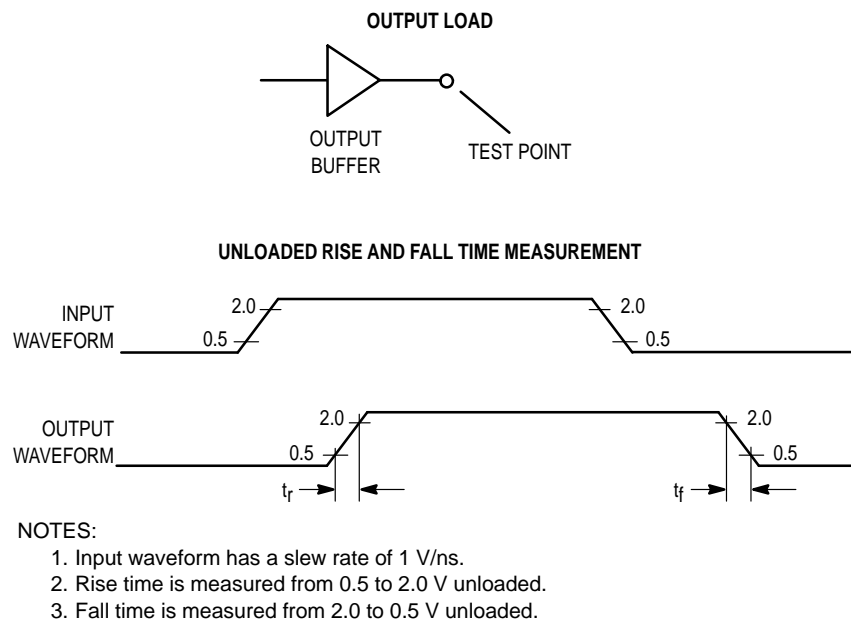 OUTPUT LOAD
OUTPUT
BUFFER
TEST POINT
UNLOADED RISE AND FALL TIME MEASUREMENT
INPUT
WAVEFORM
2.0
0.5
2.0
0.5
OUTPUT
WAVEFORM
2.0
0.5
2.0
0.5
tr
tf
NOTES:
1. Input waveform has a slew rate of 1 V/ns.
2. Rise time is measured from 0.5 to 2.0 V unloaded.
3. Fall time is measured from 2.0 to 0.5 V unloaded.